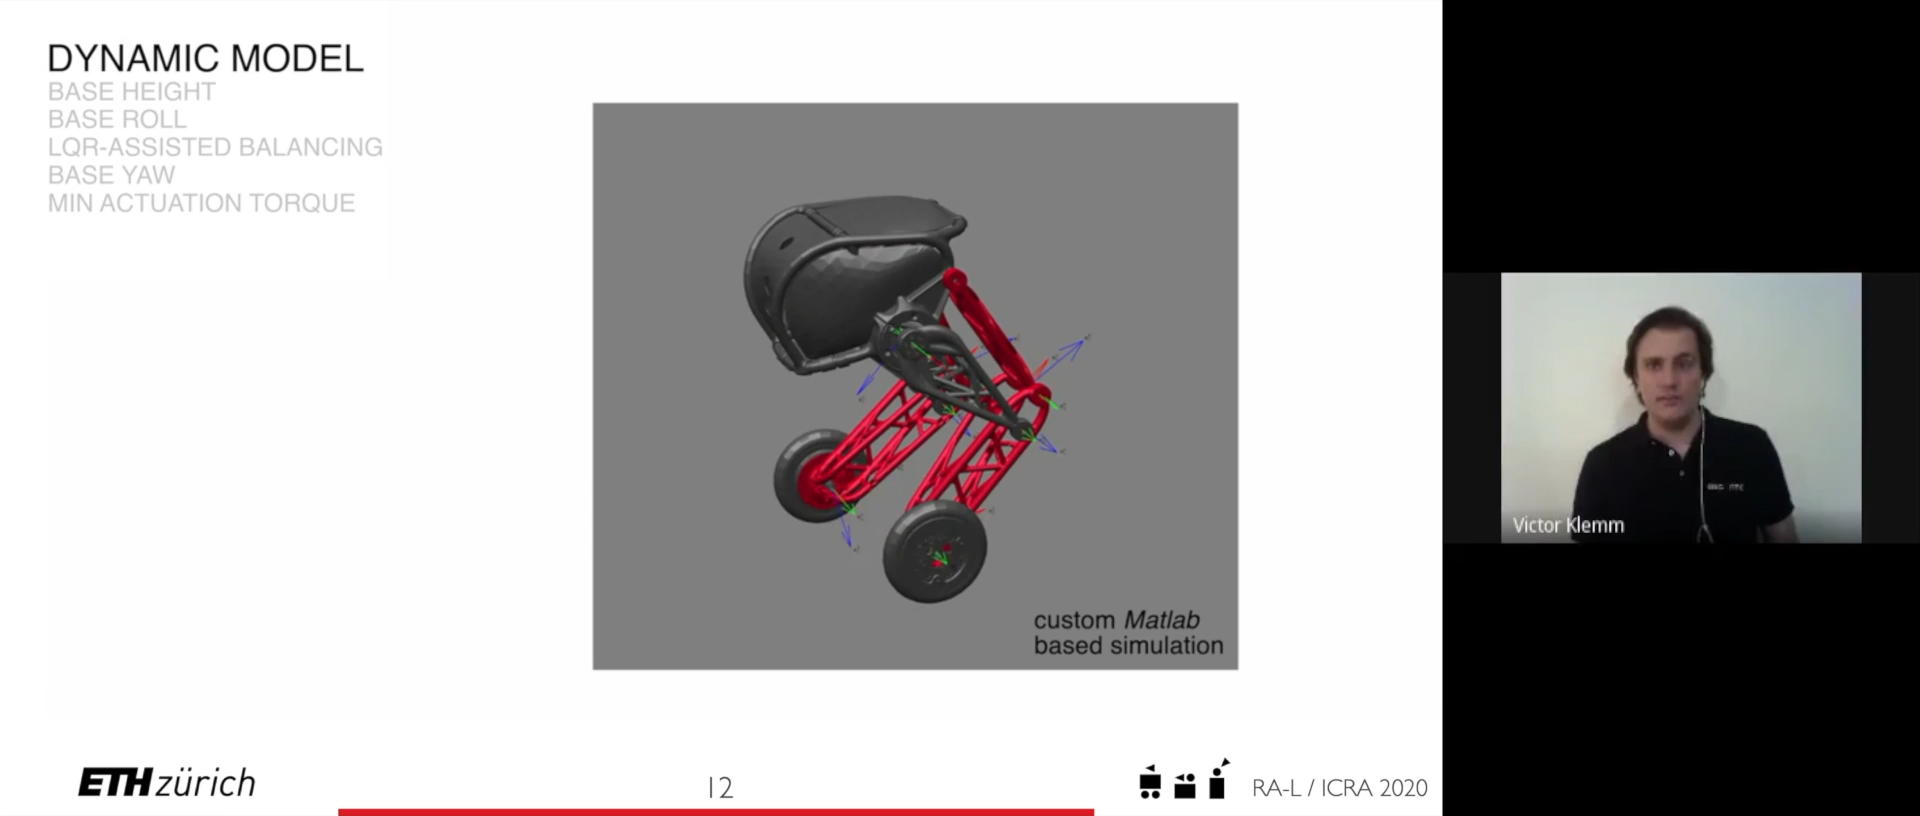 DYNAMIC MODEL
BASE HEIGHT
BASE ROLL
LQR-ASSISTED BALANCING
BASE YAW
MIN ACTUATION TORQUE
custom Matlab
based simulation
Victor Klemm
ETH zürich
12
RA-L / ICRA 2020